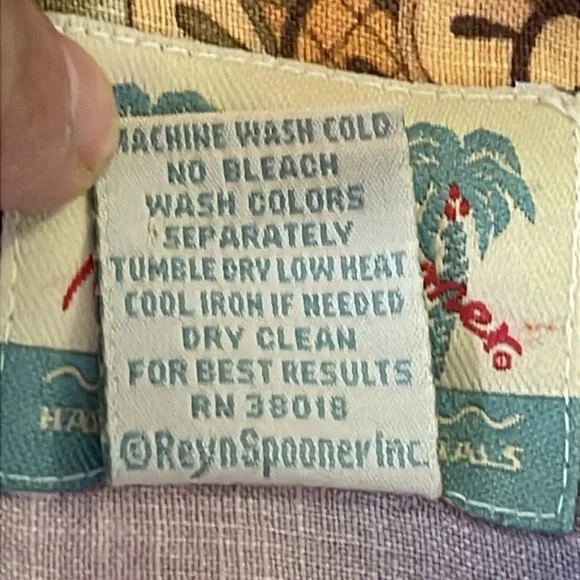 MACHINE WASH COLD
NO BLEACH
WASH COLORS
SEPARATELY
TUMBLE DRY LOW HEAT
COOL IRON IF NEEDED
DRY CLEAN
FOR BEST RESULTS
RN 38018
©ReynSpoonerInc.